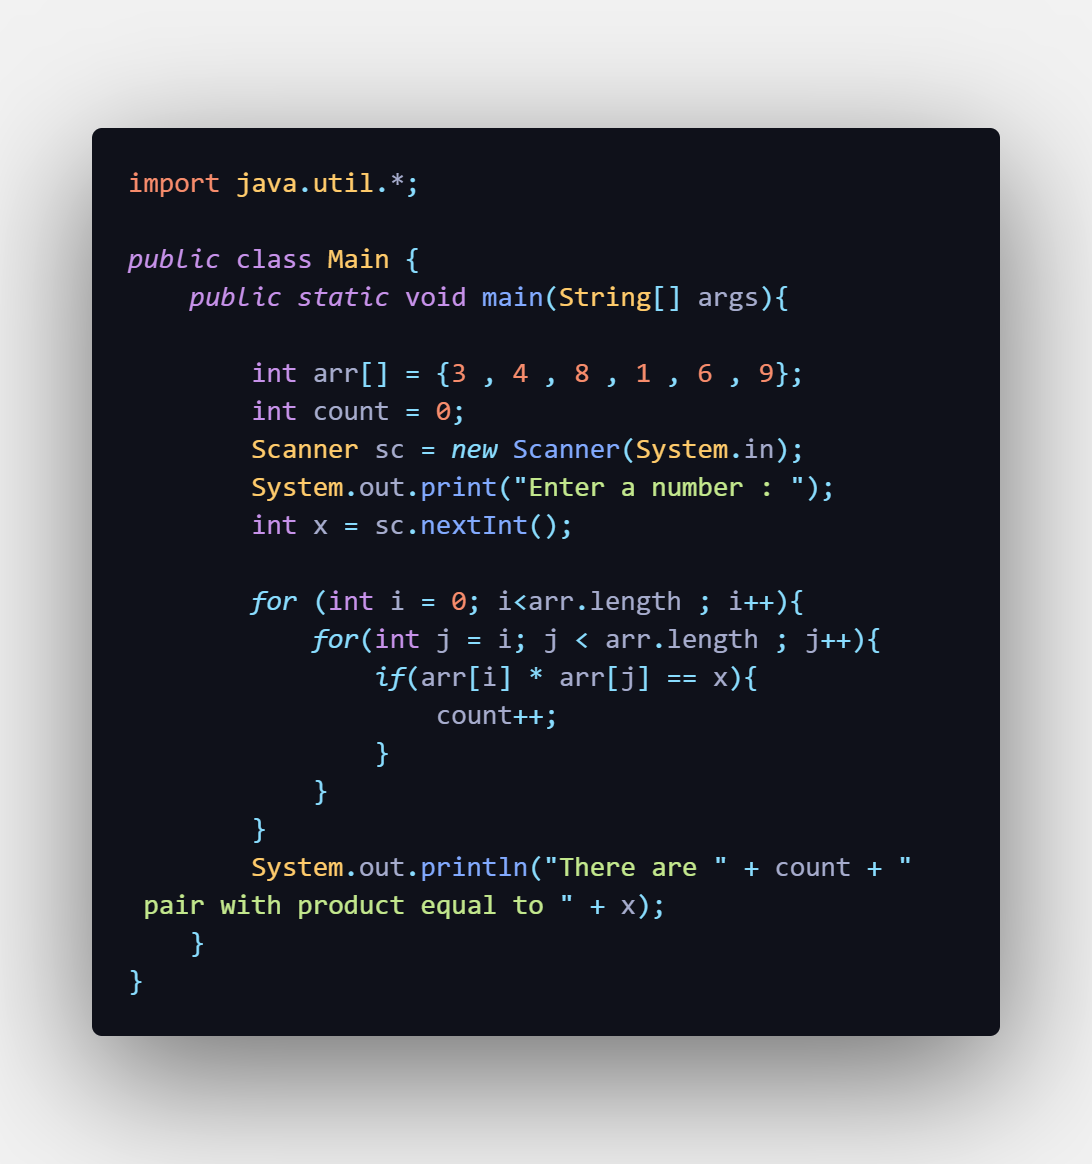 import java.util.*;

public class Main {
    public static void main(String[] args){

        int arr[] = {3 , 4 , 8 , 1 , 6 , 9};
        int count = 0;
        Scanner sc = new Scanner(System.in);
        System.out.print("Enter a number : ");
        int x = sc.nextInt();

        for (int i = 0; i<arr.length ; i++){
            for(int j = i; j < arr.length ; j++){
                if(arr[i] * arr[j] == x){
                    count++;
                }
            }
        }
        System.out.println("There are " + count + "
 pair with product equal to " + x);
    }
}